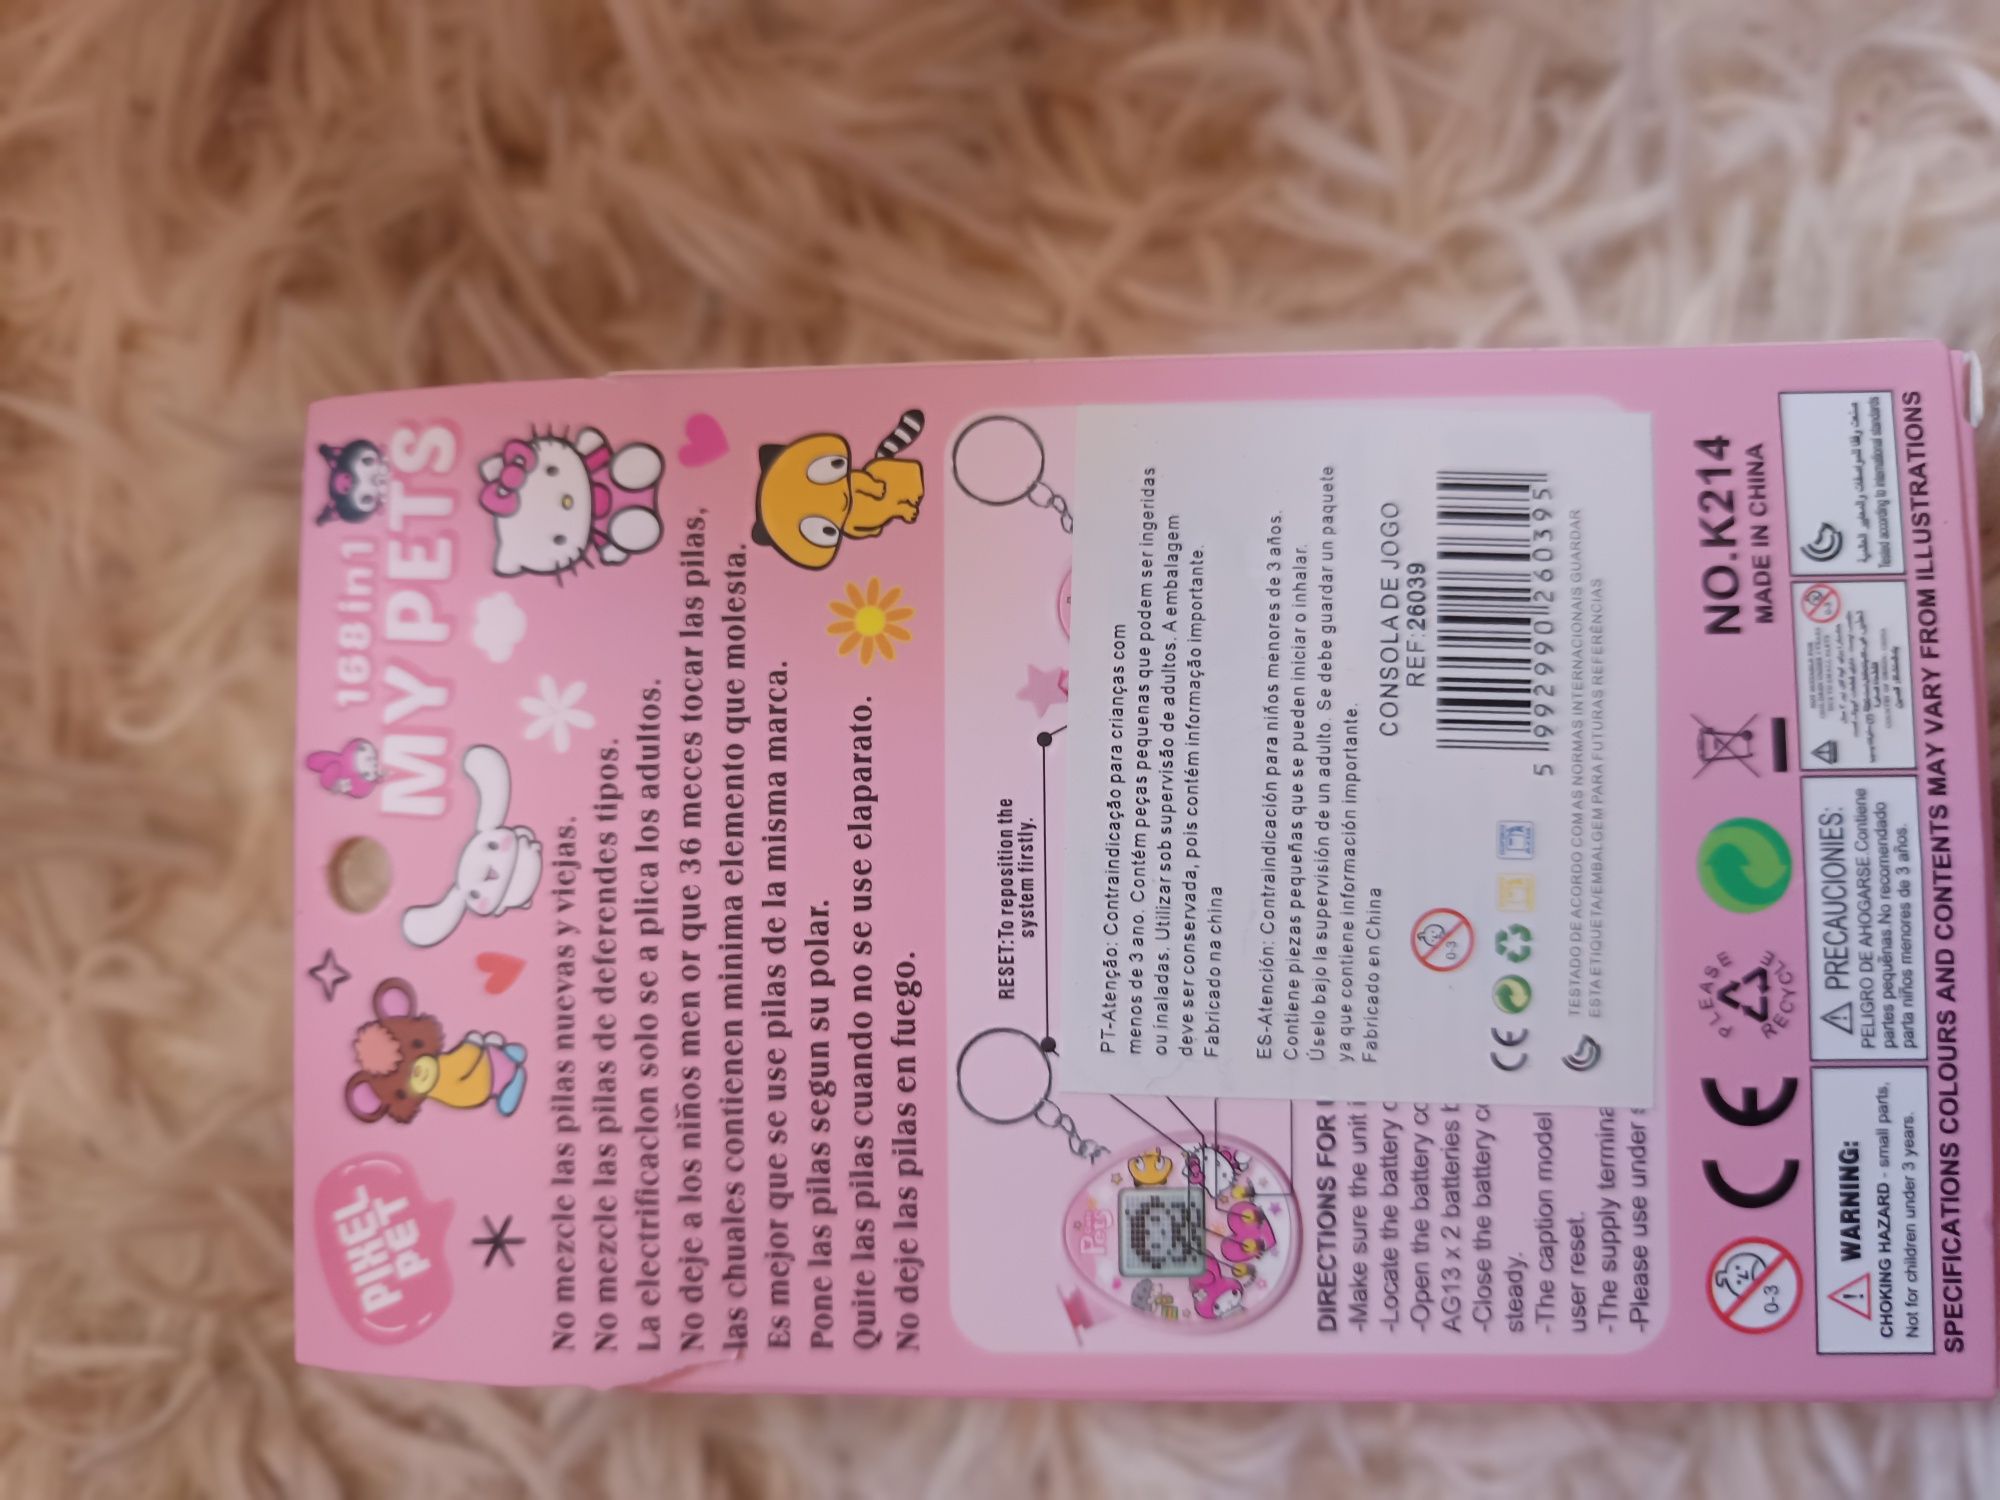 PIXEL
PET
168in1
MY PETS
No mezcle las pilas nuevas y viejas.
No mezcle las pilas de deferendes tipos.
La electrificaclon solo se a plica los adultos.
No deje a los niños men or que 36 meces tocar las pilas,
las chuales contienen minima elemento que molesta.
Es mejor que se use pilas de la misma marca.
Pone las pilas segun su polar.
Quite las pilas cuando no se use elaparato.
No deje las pilas en fuego.
RESET:To reposition the
system firstly.
PT-Atenção: Contraindicação para crianças com
menos de 3 ano. Contém peças pequenas que podem ser ingeridas
ou inaladas. Utilizar sob supervisão de adultos. A embalagem
deve ser conservada, pois contém informação importante.
Fabricado na china
ES-Atención: Contraindicación para niños menores de 3 años.
Contiene piezas pequeñas que se pueden iniciar o inhalar.
Úselo bajo la supervisión de un adulto. Se debe guardar un paquete
ya que contiene información importante.
Fabricado en China
CONSOLA DE JOGO
REF:26039
5 992990 260395
0-3
CE
TESTADO DE ACORDO COM AS NORMAS INTERNACIONAIS GUARDAR
ESTA ETIQUETA/EMBALGEM PARA FUTURAS REFERÊNCIAS
DIRECTIONS FOR
-Make sure the unit
-Locate the battery
-Open the battery
AG13 x 2 batteries
-Close the battery
steady.
-The caption model
user reset.
-The supply
-Please use under
0-3
CE
PLEASE
RECYCLE
NO.K214
MADE IN CHINA
WARNING:
CHOKING HAZARD - small parts,
Not for children under 3 years.
PRECAUCIONIES:
PELIGRO DE AHOGARSE.Contiene
partes pequeñas.No recomendado
parta niños menores de 3 años.
0-3
Tested according to international standards
SPECIFICATIONS COLOURS AND CONTENTS MAY VARY FROM ILLUSTRATIONS